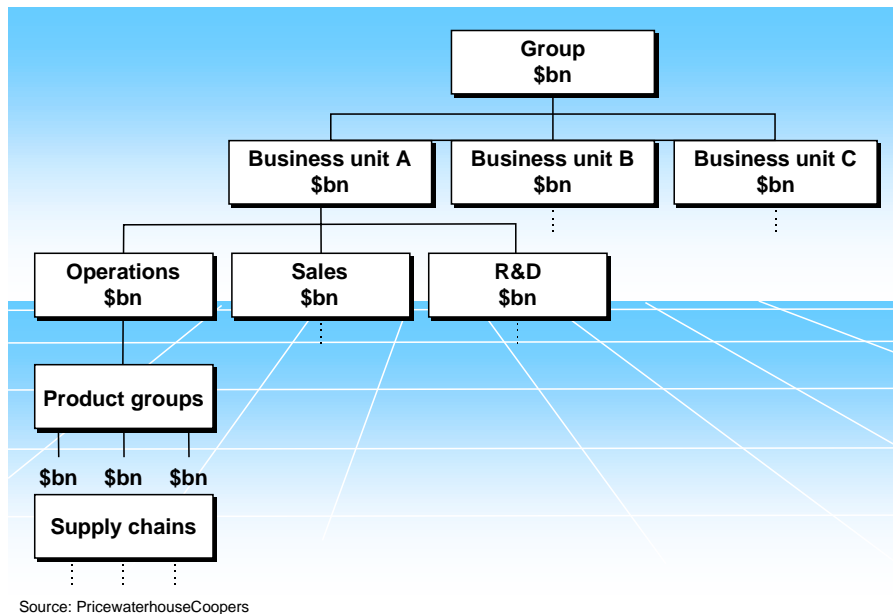 Group
$bn
Business unit A
$bn
Business unit B
$bn
Business unit C
$bn
Operations
$bn
Sales
$bn
R&D
$bn
Product groups
$bn $bn $bn
Supply chains
Source: PricewaterhouseCoopers